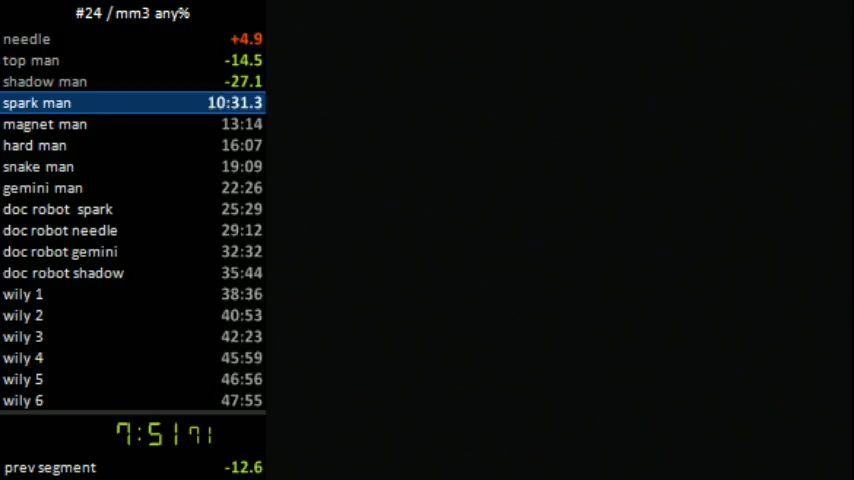 #24 / mm3 any%
needle +4.9
top man -14.5
shadow man -27.1
spark man 10:31.3
magnet man 13:14
hard man 16:07
snake man 19:09
gemini man 22:26
doc robot  spark 25:29
doc robot needle 29:12
doc robot gemini 32:32
doc robot shadow 35:44
wily 1 38:36
wily 2 40:53
wily 3 42:23
wily 4 45:59
wily 5 46:56
wily 6 47:55
7:51 71
prev segment -12.6